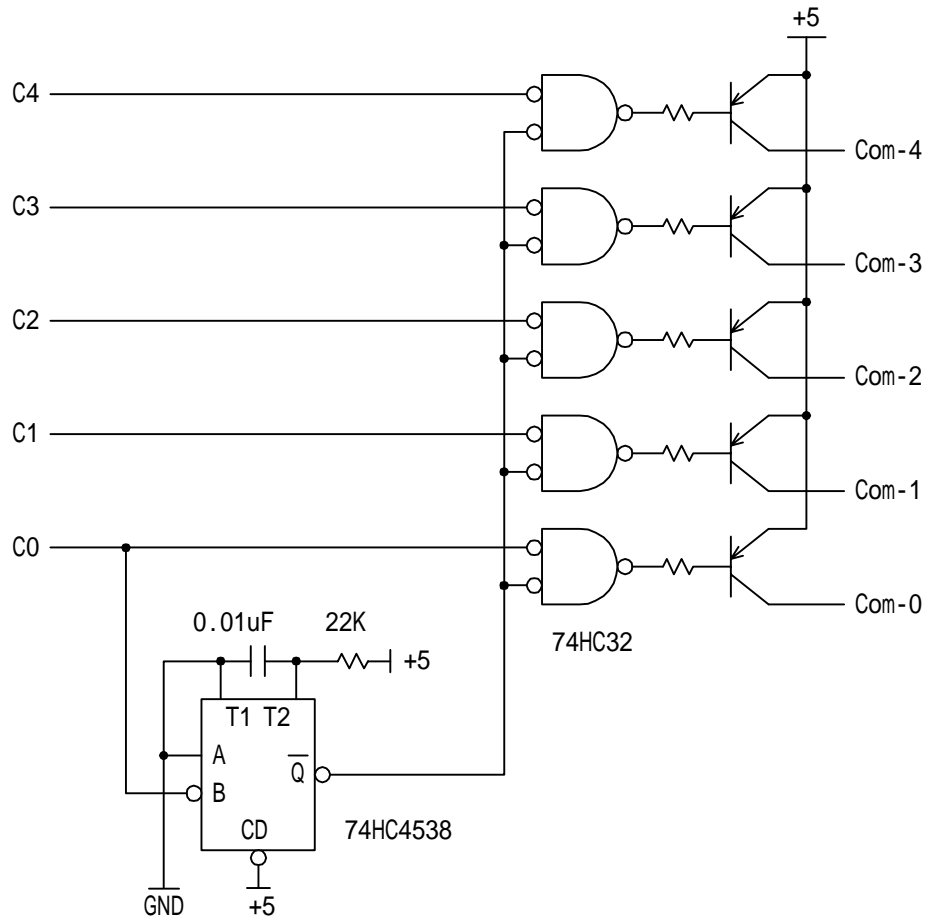 +5
C4
Com-4
C3
Com-3
C2
Com-2
C1
Com-1
C0
Com-0
74HC32
0.01uF 22K
+5
T1 T2
A
Q
B
CD
74HC4538
GND
+5